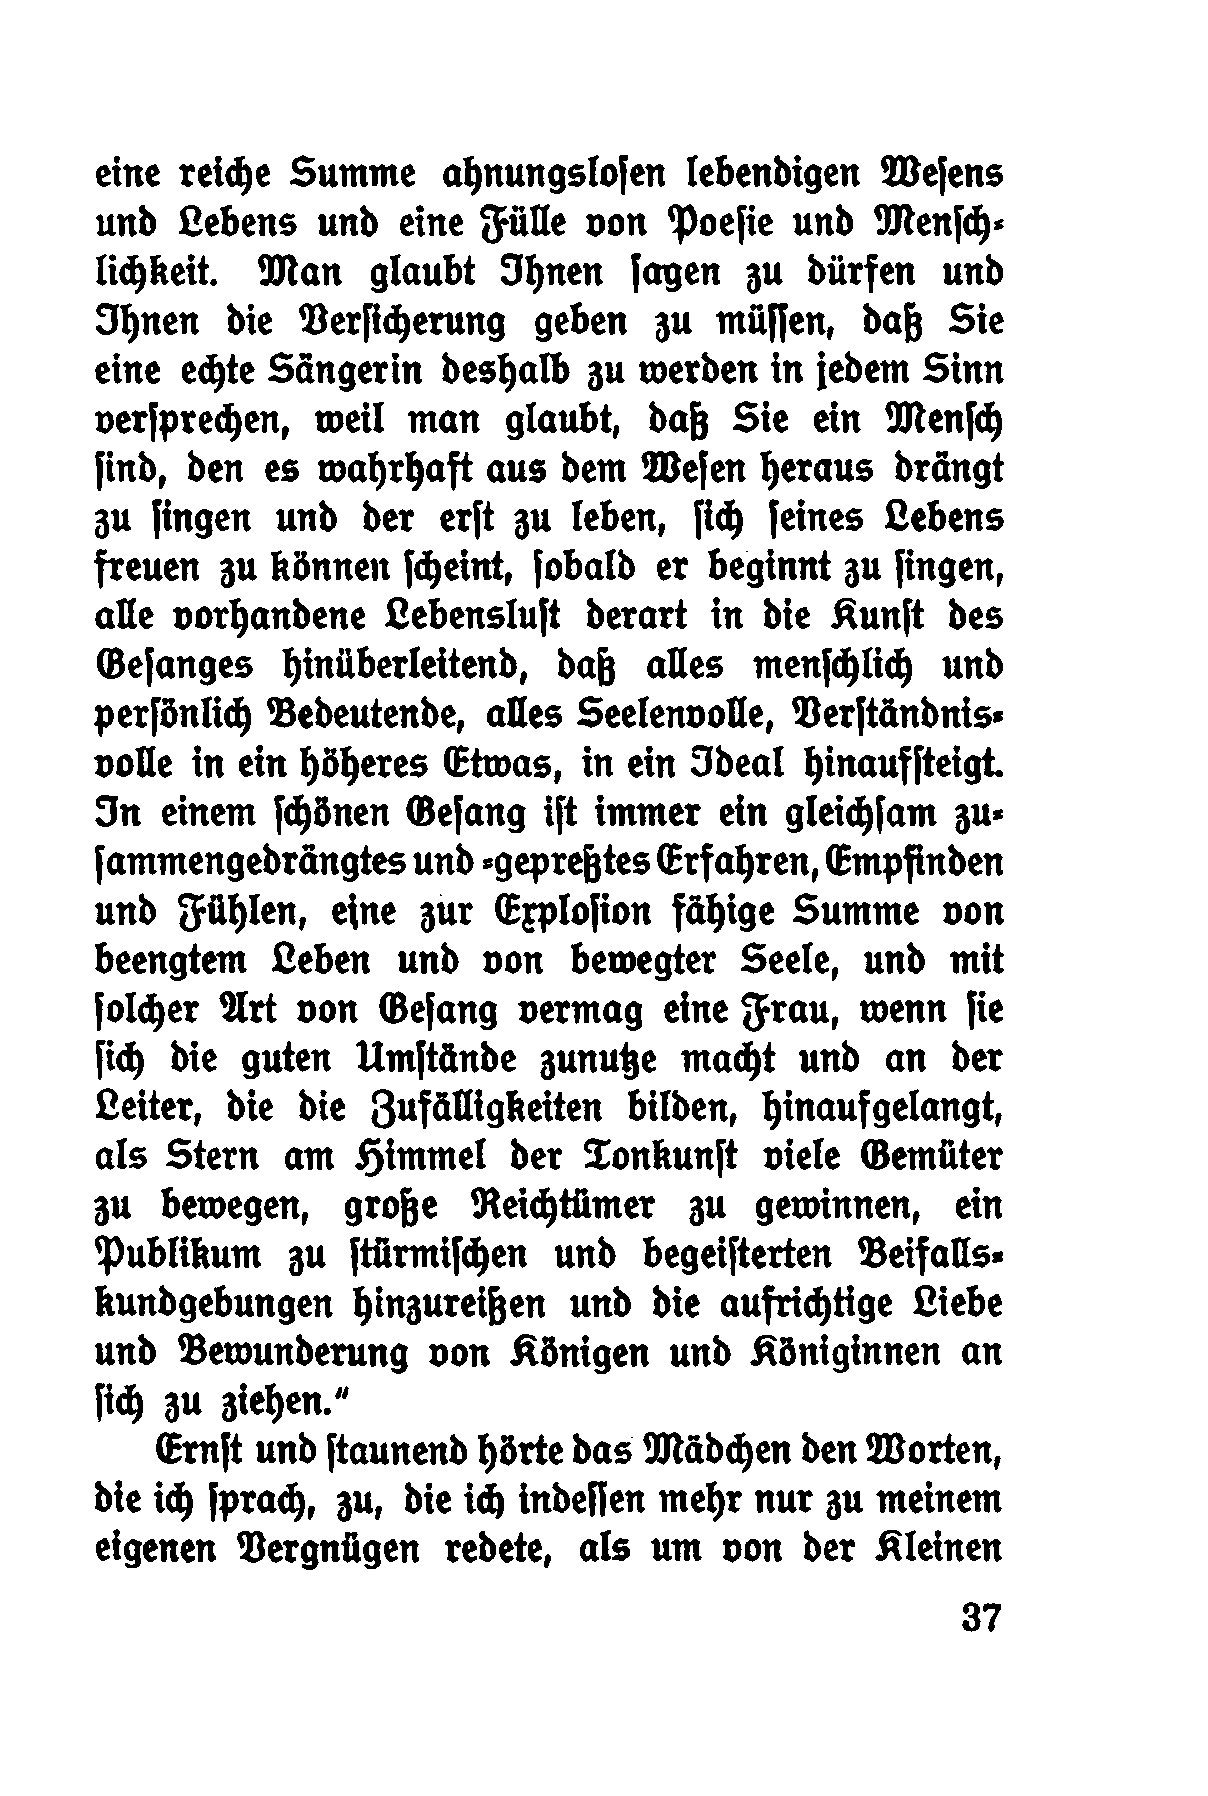 eine reiche Summe ahnungsloſen lebendigen Weſens
und Lebens und eine Fülle von Poeſie und Menſch-
lichkeit. Man glaubt Ihnen ſagen zu dürfen und
Ihnen die Verſicherung geben zu müſſen, daß Sie
eine echte Sängerin deshalb zu werden in jedem Sinn
verſprechen, weil man glaubt, daß Sie ein Menſch
ſind, den es wahrhaft aus dem Weſen heraus drängt
zu ſingen und der erſt zu leben, ſich ſeines Lebens
freuen zu können ſcheint, ſobald er beginnt zu ſingen,
alle vorhandene Lebensluſt derart in die Kunſt des
Geſanges hinüberleitend, daß alles menſchlich und
perſönlich Bedeutende, alles Seelenvolle, Verſtändnis-
volle in ein höheres Etwas, in ein Ideal hinaufſteigt.
In einem ſchönen Geſang iſt immer ein gleichſam zu-
ſammengedrängtes und -gepreßtes Erfahren, Empfinden
und Fühlen, eine zur Exploſion fähige Summe von
beengtem Leben und von bewegter Seele, und mit
ſolcher Art von Geſang vermag eine Frau, wenn ſie
ſich die guten Umſtände zunutze macht und an der
Leiter, die die Zufälligkeiten bilden, hinaufgelangt,
als Stern am Himmel der Tonkunſt viele Gemüter
zu bewegen, große Reichtümer zu gewinnen, ein
Publikum zu ſtürmiſchen und begeiſterten Beifalls-
kundgebungen hinzureißen und die aufrichtige Liebe
und Bewunderung von Königen und Königinnen an
ſich zu ziehen.“
Ernſt und ſtaunend hörte das Mädchen den Worten,
die ich ſprach, zu, die ich indeſſen mehr nur zu meinem
eigenen Vergnügen redete, als um von der Kleinen
37